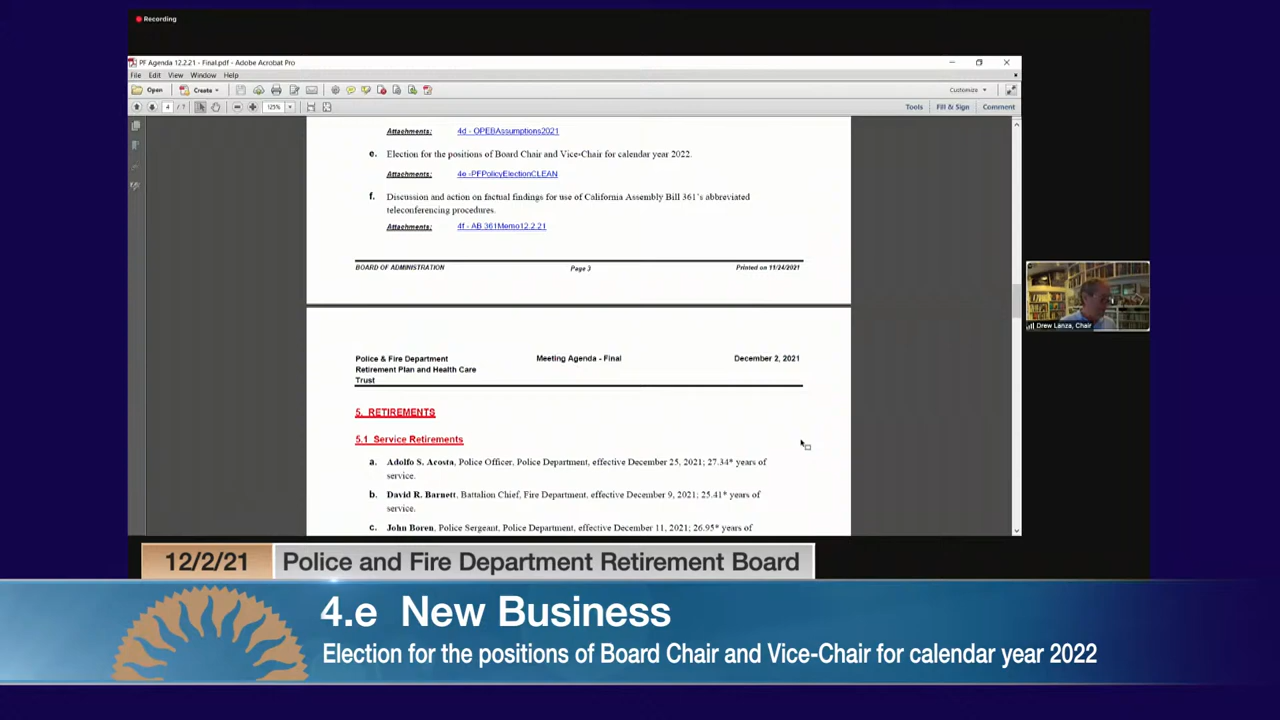 Recording
PF Agenda 12.2.21 - Final.pdf - Adobe Acrobat Pro
File Edit View Window Help
Open Create Customize
4 / 7 125% Tools Fill & Sign Comment
Attachments: 4d - OPEBAssumptions2021
e. Election for the positions of Board Chair and Vice-Chair for calendar year 2022.
Attachments: 4e -PFPolicyElectionCLEAN
f. Discussion and action on factual findings for use of California Assembly Bill 361's abbreviated
teleconferencing procedures.
Attachments: 4f - AB 361Memo12.2.21
BOARD OF ADMINISTRATION Page 3 Printed on 11/24/2021
Police & Fire Department Meeting Agenda - Final December 2, 2021
Retirement Plan and Health Care
Trust
5. RETIREMENTS
5.1 Service Retirements
a. Adolfo S. Acosta, Police Officer, Police Department, effective December 25, 2021; 27.34* years of
service.
b. David R. Barnett, Battalion Chief, Fire Department, effective December 9, 2021; 25.41* years of
service.
c. John Boren, Police Sergeant, Police Department, effective December 11, 2021; 26.95* years of
Drew Lanza, Chair
12/2/21 Police and Fire Department Retirement Board
4.e New Business
Election for the positions of Board Chair and Vice-Chair for calendar year 2022